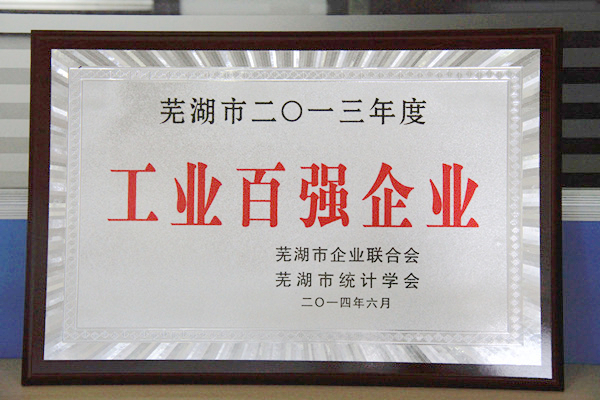 芜湖市二〇一三年度
工业百强企业
芜湖市企业联合会
芜湖市统计学会
二〇一四年六月